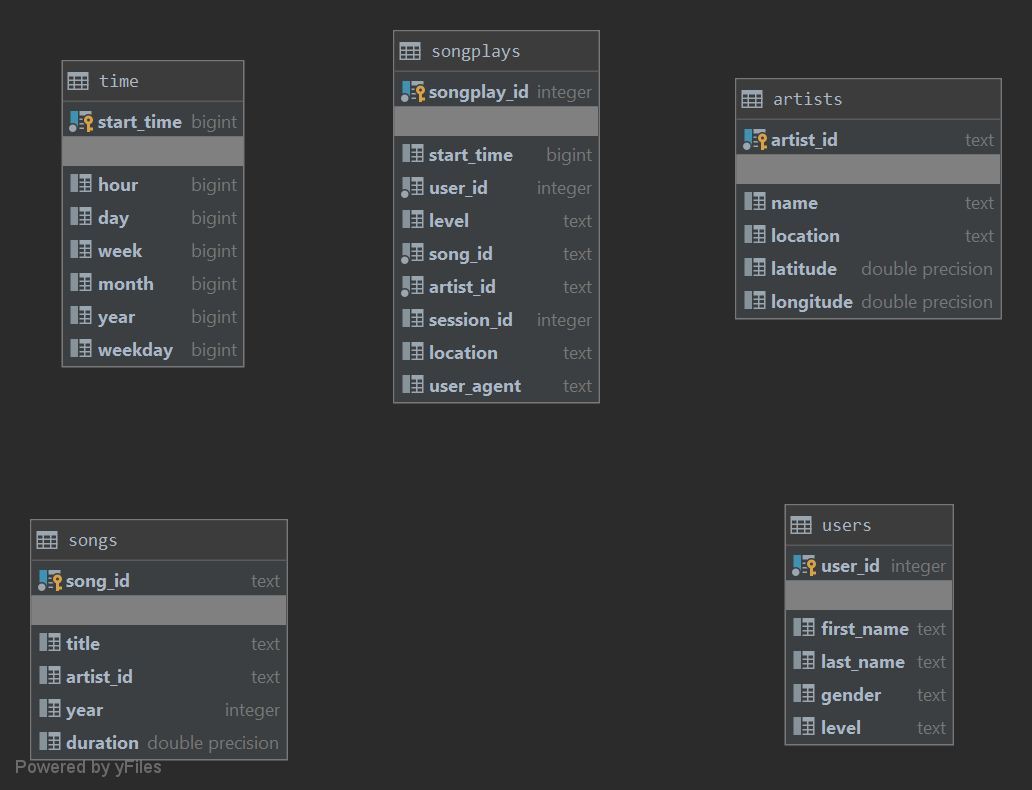 time
start_time bigint
hour bigint
day bigint
week bigint
month bigint
year bigint
weekday bigint
songplays
songplay_id integer
start_time bigint
user_id integer
level text
song_id text
artist_id text
session_id integer
location text
user_agent text
artists
artist_id text
name text
location text
latitude double precision
longitude double precision
songs
song_id text
title text
artist_id text
year integer
duration double precision
users
user_id integer
first_name text
last_name text
gender text
level text
Powered by yFiles